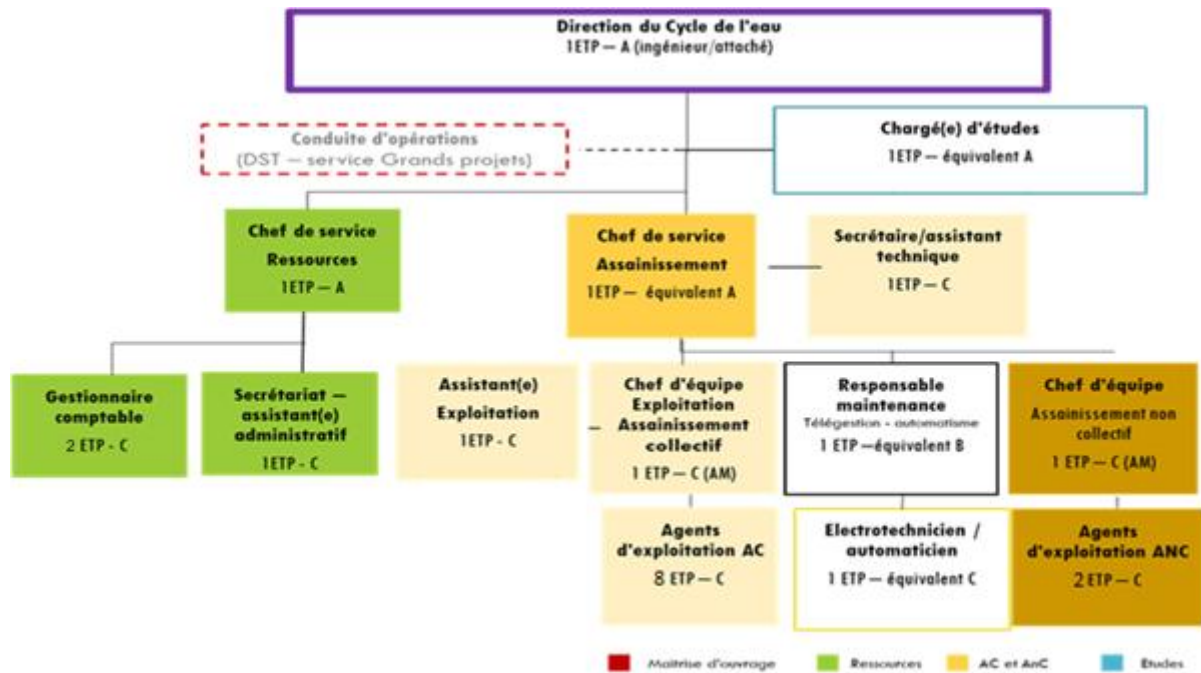 Direction du Cycle de l'eau
1ETP – A (ingénieur/attaché)
Conduite d'opérations
(DST – service Grands projets)
Chargé(e) d'études
1ETP – équivalent A
Chef de service
Ressources
1ETP – A
Chef de service
Assainissement
1ETP – équivalent A
Secrétaire/assistant
technique
1ETP – C
Gestionnaire
comptable
2 ETP - C
Secrétariat –
assistant(e)
administratif
1ETP - C
Assistant(e)
Exploitation
1ETP - C
Chef d'équipe
Exploitation
Assainissement
collectif
1 ETP – C (AM)
Responsable
maintenance
Télégestion - automatisme
1 ETP –équivalent B
Chef d'équipe
Assainissement non
collectif
1 ETP – C (AM)
Agents
d'exploitation AC
8 ETP – C
Electrotechnicien /
automaticien
1 ETP – équivalent C
Agents
d'exploitation ANC
2 ETP – C
Maîtrise d'ouvrage
Ressources
AC et AnC
Etudes